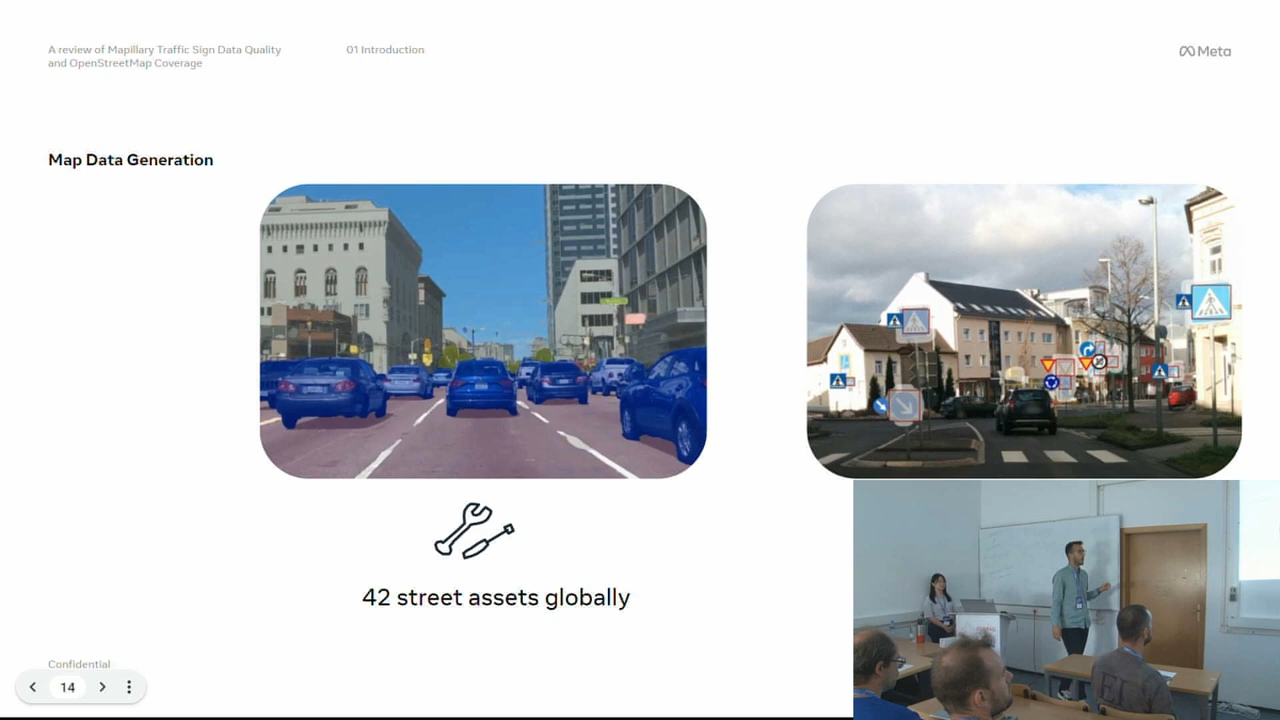 A review of Mapillary Traffic Sign Data Quality
and OpenStreetMap Coverage
01 Introduction
Meta
Map Data Generation
42 street assets globally
Confidential
14